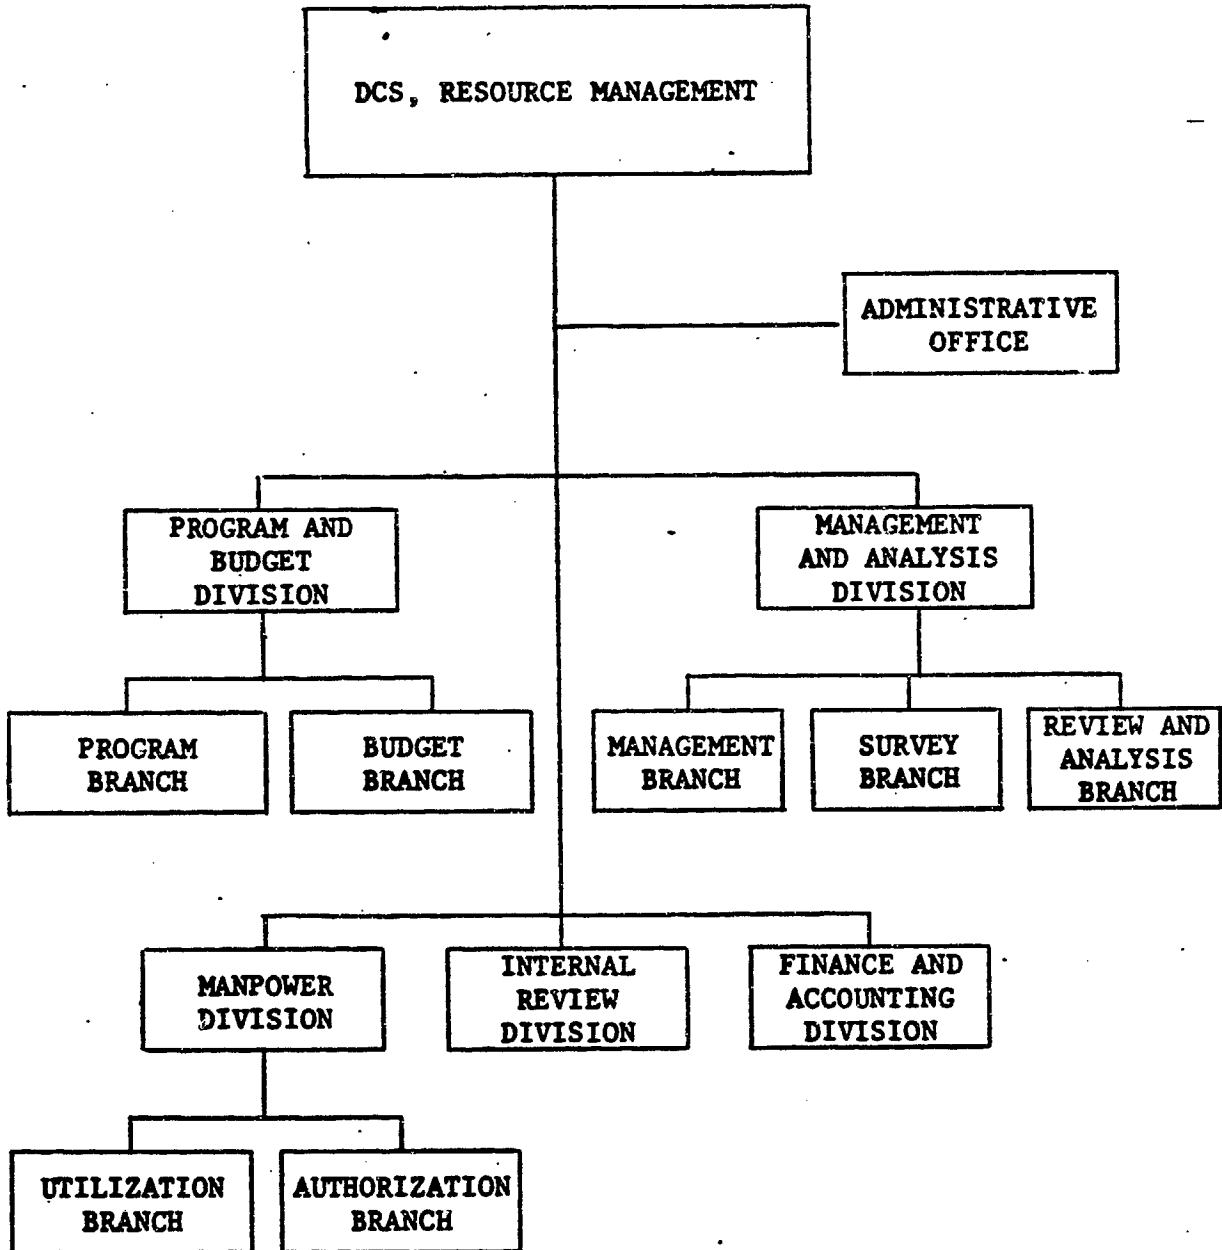 DCS, RESOURCE MANAGEMENT
ADMINISTRATIVE
OFFICE
PROGRAM AND
BUDGET
DIVISION
MANAGEMENT
AND ANALYSIS
DIVISION
PROGRAM
BRANCH
BUDGET
BRANCH
MANAGEMENT
BRANCH
SURVEY
BRANCH
REVIEW AND
ANALYSIS
BRANCH
MANPOWER
DIVISION
INTERNAL
REVIEW
DIVISION
FINANCE AND
ACCOUNTING
DIVISION
UTILIZATION
BRANCH
AUTHORIZATION
BRANCH